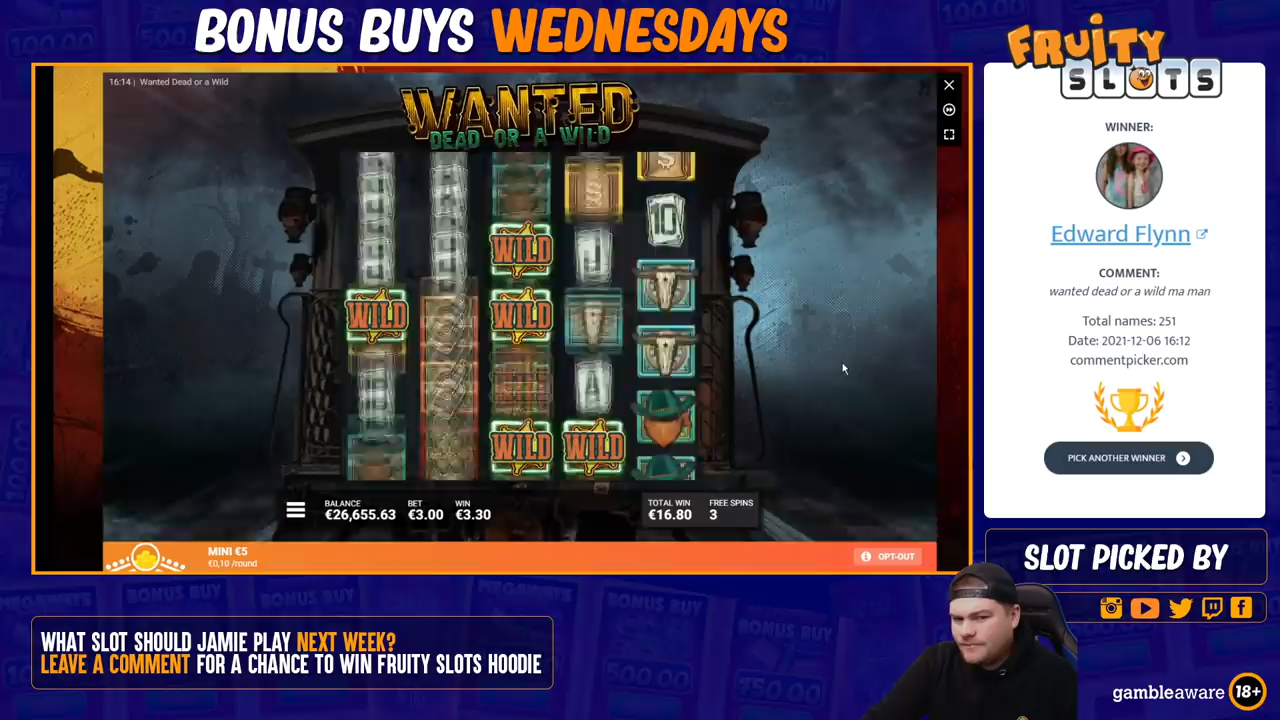 BONUS BUYS WEDNESDAYS
FRUITY
SLOTS
16:14 | Wanted Dead or a Wild
WANTED
DEAD OR A WILD
10
WILD
WILD
WILD
WILD
WILD
BALANCE
€26,655.63
BET
€3.00
WIN
€3.30
TOTAL WIN
€16.80
FREE SPINS
3
MINI €5
€0,10 /round
OPT-OUT
WINNER:
Edward Flynn
COMMENT:
wanted dead or a wild ma man
Total names: 251
Date: 2021-12-06 16:12
commentpicker.com
PICK ANOTHER WINNER
SLOT PICKED BY
WHAT SLOT SHOULD JAMIE PLAY NEXT WEEK?
LEAVE A COMMENT FOR A CHANCE TO WIN FRUITY SLOTS HOODIE
gambleaware 18+